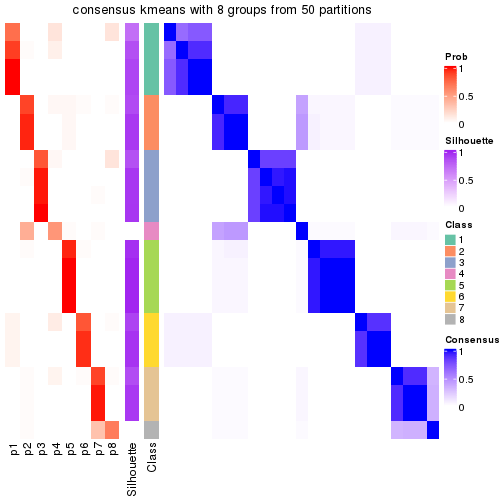 consensus kmeans with 8 groups from 50 partitions
Prob
1
0.5
0
Silhouette
1
0.5
0
Class
1
2
3
4
5
6
7
8
Consensus
1
0.5
0
p1
p2
p3
p4
p5
p6
p7
p8
Silhouette
Class